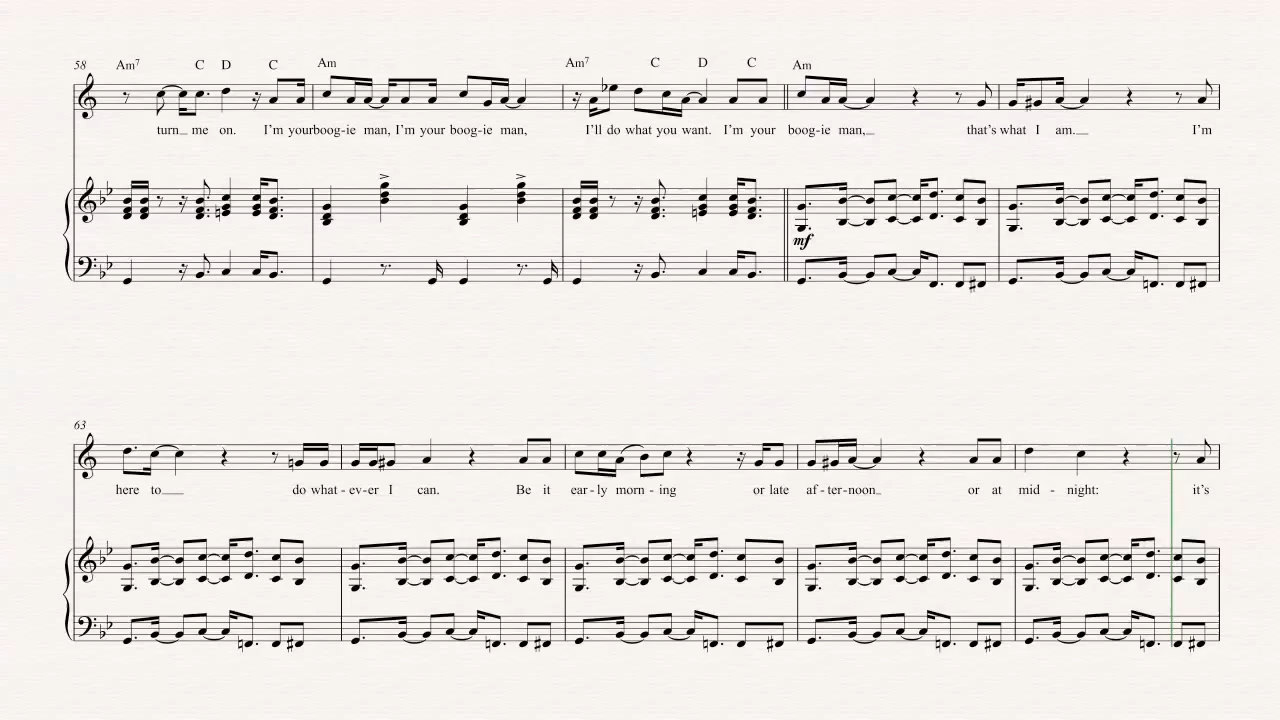 58 Am7 C D C Am Am7 C D C Am
turn_ me on. I'm your boog-ie man, I'm your boog-ie man, I'll do what you want. I'm your boog-ie man,_ that's what I am._ I'm
mf
63
here to_ do what-ev-er I can. Be it ear-ly morn-ing or late af-ter-noon_ or at mid-night: it's